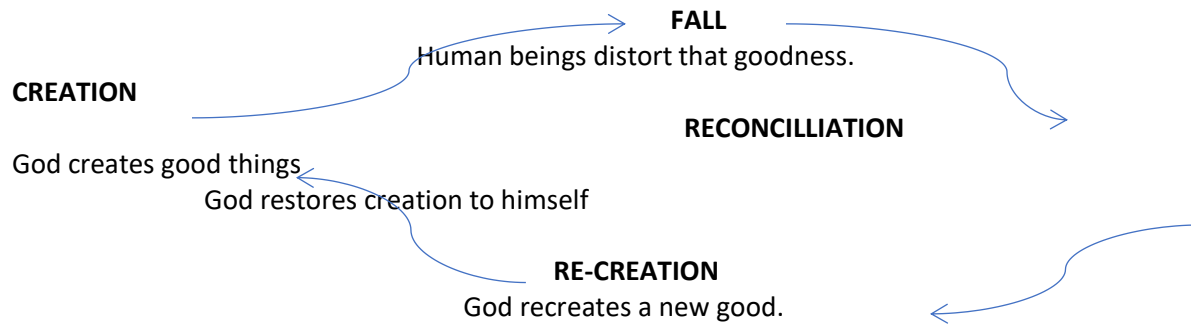 FALL
Human beings distort that goodness.
CREATION
RECONCILLIATION
God creates good things
God restores creation to himself
RE-CREATION
God recreates a new good.